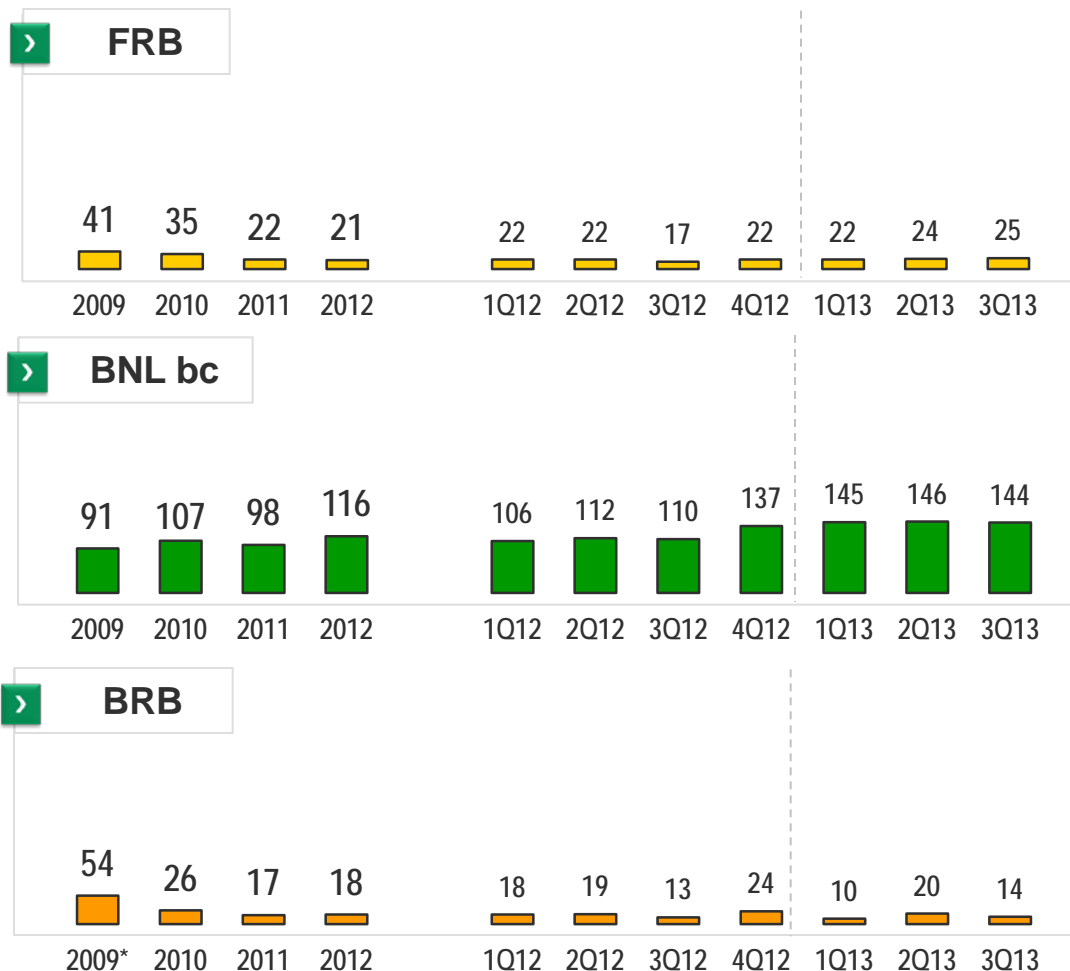 FRB
41 35 22 21 22 22 17 22 22 24 25
2009 2010 2011 2012 1Q12 2Q12 3Q12 4Q12 1Q13 2Q13 3Q13
BNL bc
91 107 98 116 106 112 110 137 145 146 144
2009 2010 2011 2012 1Q12 2Q12 3Q12 4Q12 1Q13 2Q13 3Q13
BRB
54 26 17 18 18 19 13 24 10 20 14
2009* 2010 2011 2012 1Q12 2Q12 3Q12 4Q12 1Q13 2Q13 3Q13